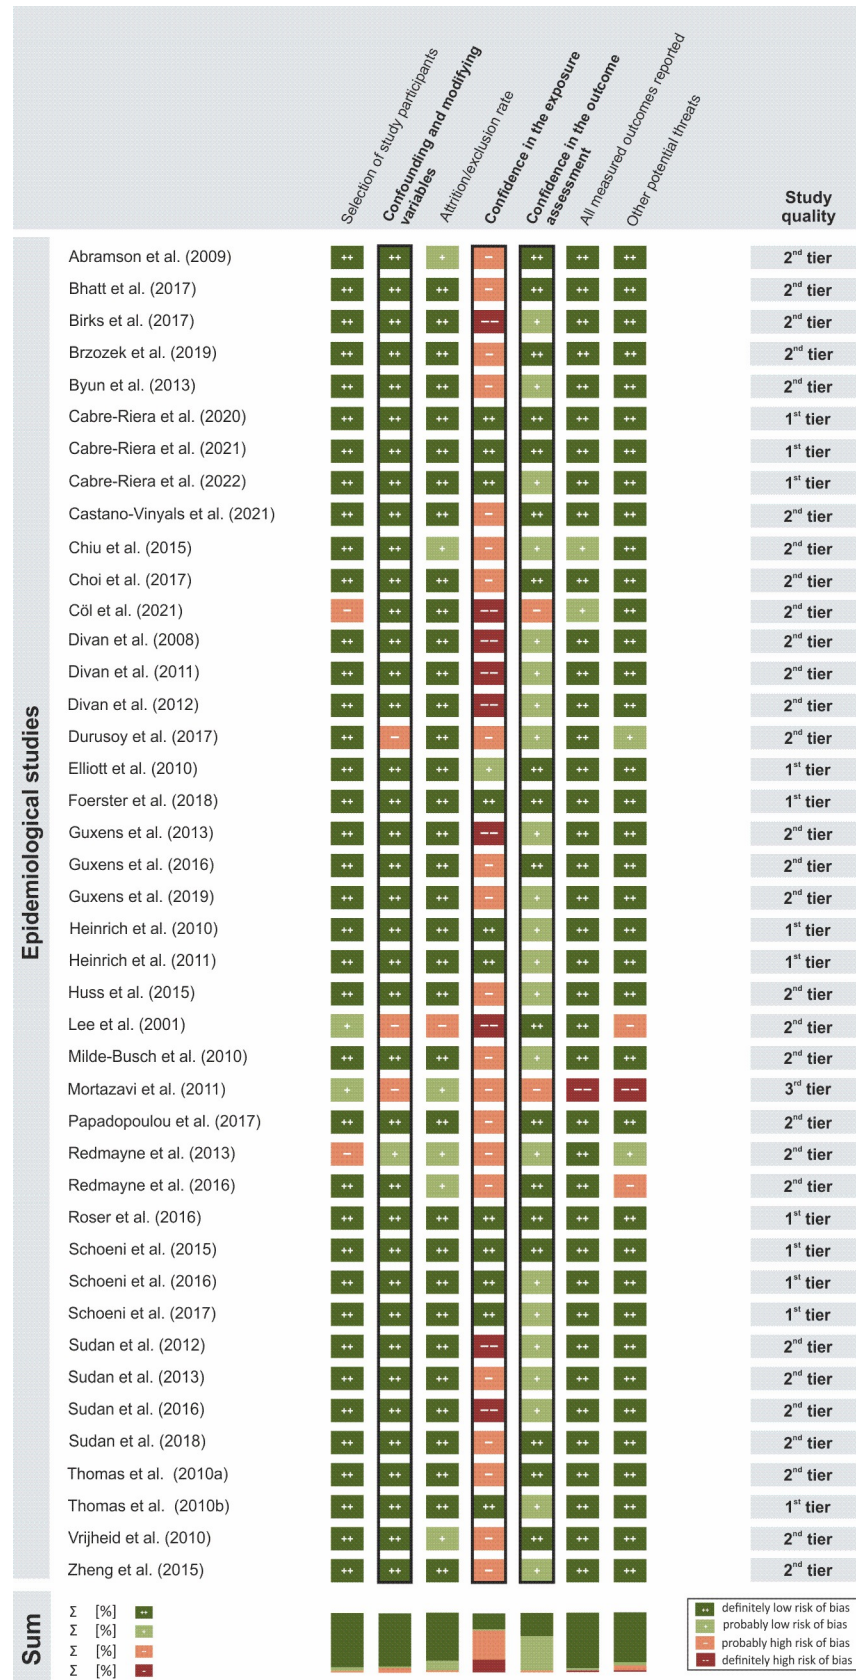 Selection of study participants
Confounding and modifying
variables
Attrition/exclusion rate
Confidence in the exposure
Confidence in the outcome
assessment
All measured outcomes reported
Other potential threats
Study
quality
Epidemiological studies
Abramson et al. (2009) ++ ++ + − ++ ++ ++ 2nd tier
Bhatt et al. (2017) ++ ++ ++ − ++ ++ ++ 2nd tier
Birks et al. (2017) ++ ++ ++ −− + ++ ++ 2nd tier
Brzozek et al. (2019) ++ ++ ++ − ++ ++ ++ 2nd tier
Byun et al. (2013) ++ ++ ++ − + ++ ++ 2nd tier
Cabre-Riera et al. (2020) ++ ++ ++ ++ ++ ++ ++ 1st tier
Cabre-Riera et al. (2021) ++ ++ ++ ++ ++ ++ ++ 1st tier
Cabre-Riera et al. (2022) ++ ++ ++ ++ + ++ ++ 1st tier
Castano-Vinyals et al. (2021) ++ ++ ++ − ++ ++ ++ 2nd tier
Chiu et al. (2015) ++ ++ + − + + ++ 2nd tier
Choi et al. (2017) ++ ++ ++ − ++ ++ ++ 2nd tier
Cöl et al. (2021) − ++ ++ −− − + ++ 2nd tier
Divan et al. (2008) ++ ++ ++ −− + ++ ++ 2nd tier
Divan et al. (2011) ++ ++ ++ −− + ++ ++ 2nd tier
Divan et al. (2012) ++ ++ ++ −− + ++ ++ 2nd tier
Durusoy et al. (2017) ++ − ++ − + ++ + 2nd tier
Elliott et al. (2010) ++ ++ ++ + ++ ++ ++ 1st tier
Foerster et al. (2018) ++ ++ ++ ++ ++ ++ ++ 1st tier
Guxens et al. (2013) ++ ++ ++ −− + ++ ++ 2nd tier
Guxens et al. (2016) ++ ++ ++ − ++ ++ ++ 2nd tier
Guxens et al. (2019) ++ ++ ++ − + ++ ++ 2nd tier
Heinrich et al. (2010) ++ ++ ++ ++ + ++ ++ 1st tier
Heinrich et al. (2011) ++ ++ ++ ++ + ++ ++ 1st tier
Huss et al. (2015) ++ ++ ++ − + ++ ++ 2nd tier
Lee et al. (2001) + − − −− ++ ++ − 2nd tier
Milde-Busch et al. (2010) ++ ++ ++ − + ++ ++ 2nd tier
Mortazavi et al. (2011) + − + − − −− −− 3rd tier
Papadopoulou et al. (2017) ++ ++ ++ − ++ ++ ++ 2nd tier
Redmayne et al. (2013) − + + − + ++ + 2nd tier
Redmayne et al. (2016) ++ ++ + − ++ ++ − 2nd tier
Roser et al. (2016) ++ ++ ++ ++ ++ ++ ++ 1st tier
Schoeni et al. (2015) ++ ++ ++ ++ ++ ++ ++ 1st tier
Schoeni et al. (2016) ++ ++ ++ ++ + ++ ++ 1st tier
Schoeni et al. (2017) ++ ++ ++ ++ + ++ ++ 1st tier
Sudan et al. (2012) ++ ++ ++ −− + ++ ++ 2nd tier
Sudan et al. (2013) ++ ++ ++ − + ++ ++ 2nd tier
Sudan et al. (2016) ++ ++ ++ −− + ++ ++ 2nd tier
Sudan et al. (2018) ++ ++ ++ − ++ ++ ++ 2nd tier
Thomas et al. (2010a) ++ ++ ++ − ++ ++ ++ 2nd tier
Thomas et al. (2010b) ++ ++ ++ ++ + ++ ++ 1st tier
Vrijheid et al. (2010) ++ ++ + − ++ ++ ++ 2nd tier
Zheng et al. (2015) ++ ++ ++ − + ++ ++ 2nd tier
Sum
Σ [%] ++
Σ [%] +
Σ [%] −
Σ [%] −
++ definitely low risk of bias
+ probably low risk of bias
− probably high risk of bias
−− definitely high risk of bias